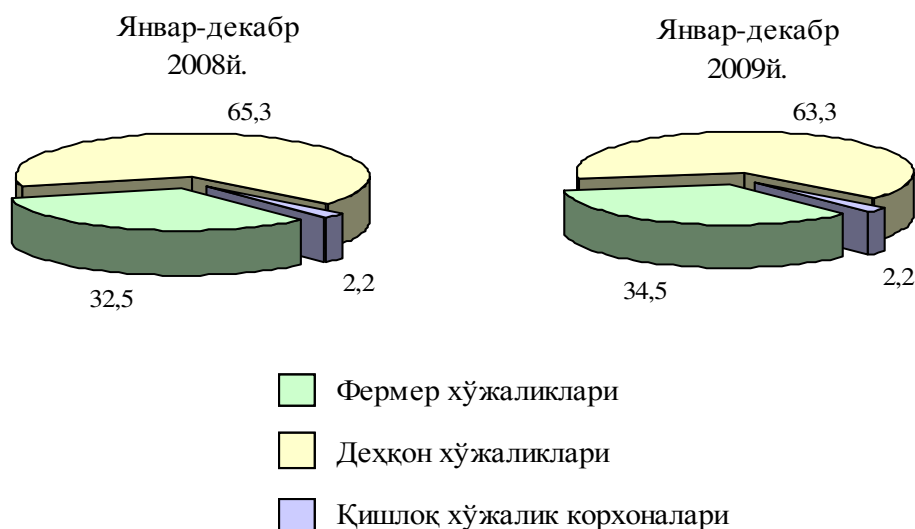 Январ-декабр
2008й.
65,3
32,5
2,2
Январ-декабр
2009й.
63,3
34,5
2,2
Фермер хўжаликлари
Деҳқон хўжаликлари
Қишлоқ хўжалик корхоналари